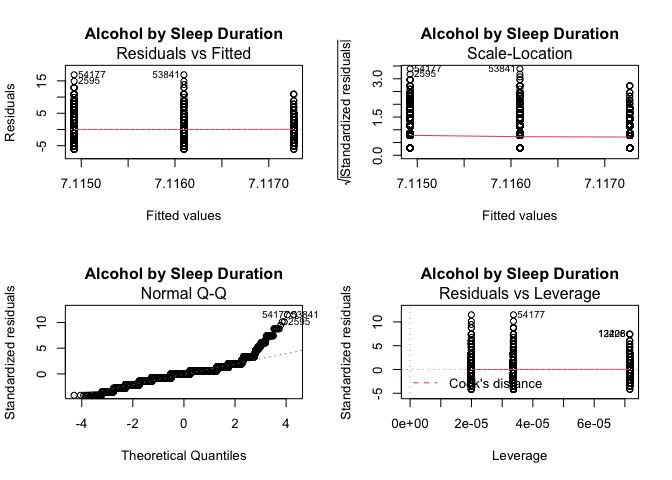 Alcohol by Sleep Duration
Residuals vs Fitted
Residuals
-5 5 15
54177
2595
53841
7.1150 7.1160 7.1170
Fitted values
Alcohol by Sleep Duration
Scale-Location
√|Standardized residuals|
0.0 1.5 3.0
54177
2595
53841
7.1150 7.1160 7.1170
Fitted values
Alcohol by Sleep Duration
Normal Q-Q
Standardized residuals
0 5 10
54177
53841
2595
-4 -2 0 2 4
Theoretical Quantiles
Alcohol by Sleep Duration
Residuals vs Leverage
Standardized residuals
-5 0 5 10
54177
Cook's distance
0e+00 2e-05 4e-05 6e-05
Leverage